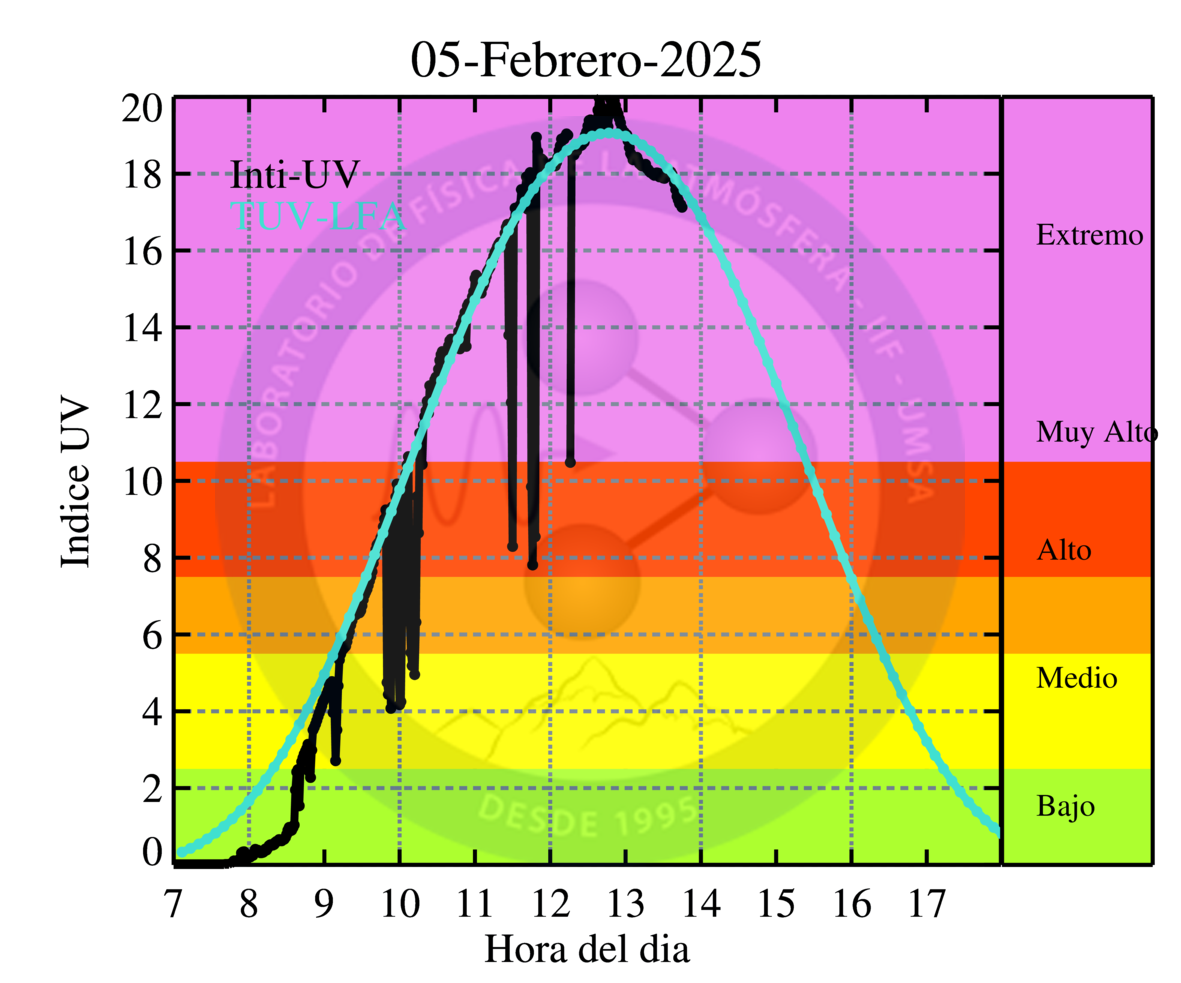 05-Febrero-2025
20
18
16
14
12
10
8
6
4
2
0
Indice UV
Inti-UV
TUV-LFA
LABORATORIO DE FÍSICA DE LA ATMÓSFERA - IIF - UMSA
DESDE 1995
Extremo
Muy Alto
Alto
Medio
Bajo
7 8 9 10 11 12 13 14 15 16 17
Hora del dia